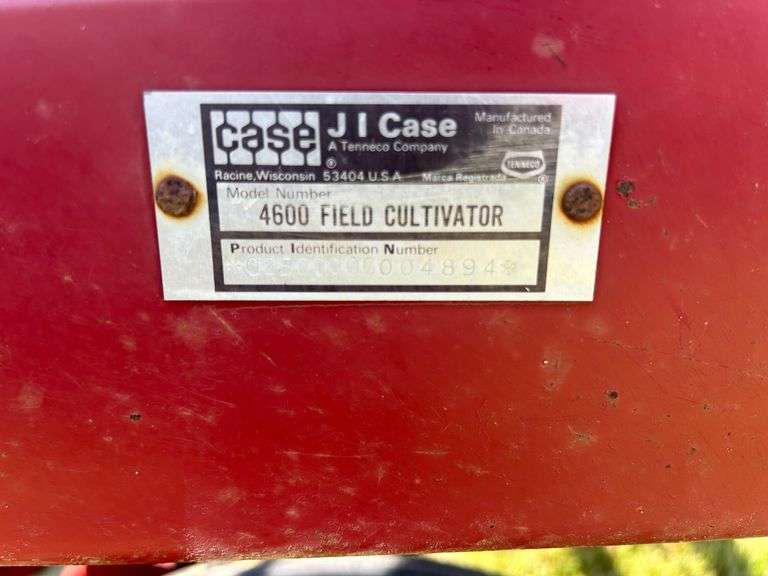 case
J I Case
A Tenneco Company
®
Manufactured
In Canada
TENNECO
®
Racine, Wisconsin 53404 U.S.A
Marca Registrada
Model Number
4600 FIELD CULTIVATOR
Product Identification Number